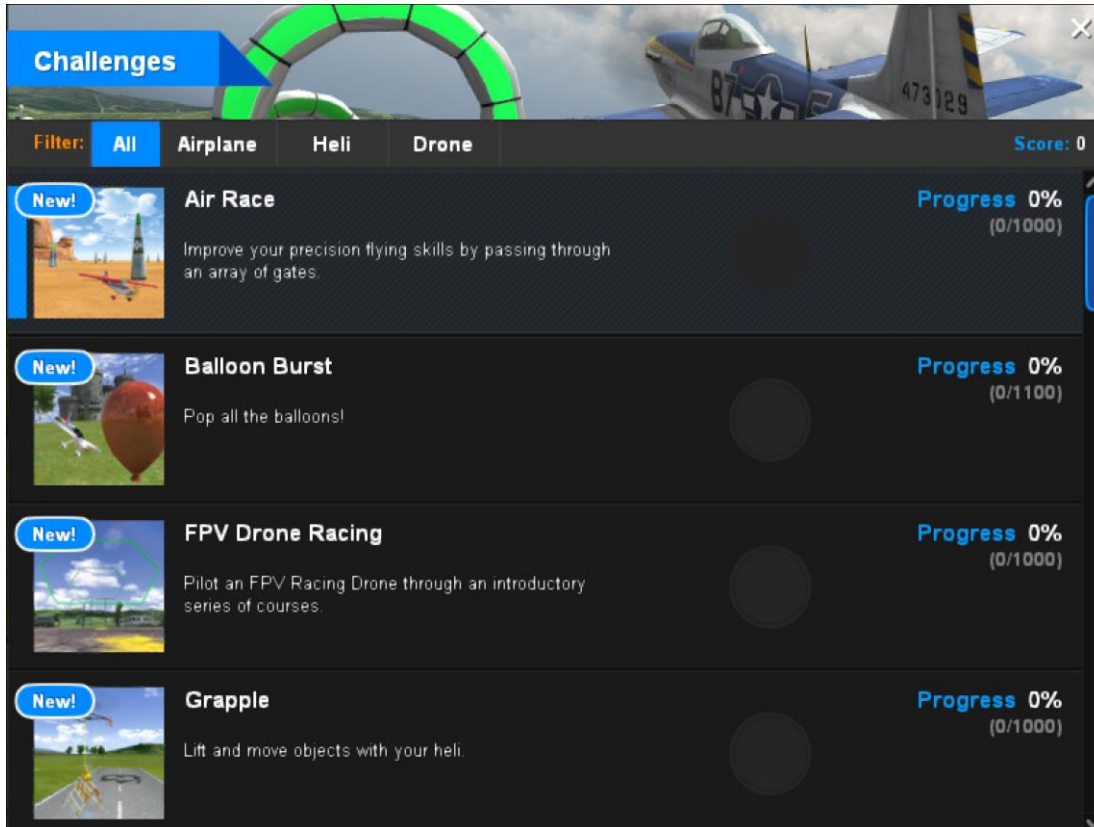 Challenges
B7
F
473029
Filter:
All
Airplane
Heli
Drone
Score: 0
New!
Air Race
Progress 0%
(0/1000)
Improve your precision flying skills by passing through
an array of gates.
New!
Balloon Burst
Progress 0%
(0/1100)
Pop all the balloons!
New!
FPV Drone Racing
Progress 0%
(0/1000)
Pilot an FPV Racing Drone through an introductory
series of courses.
New!
Grapple
Progress 0%
(0/1000)
Lift and move objects with your heli.